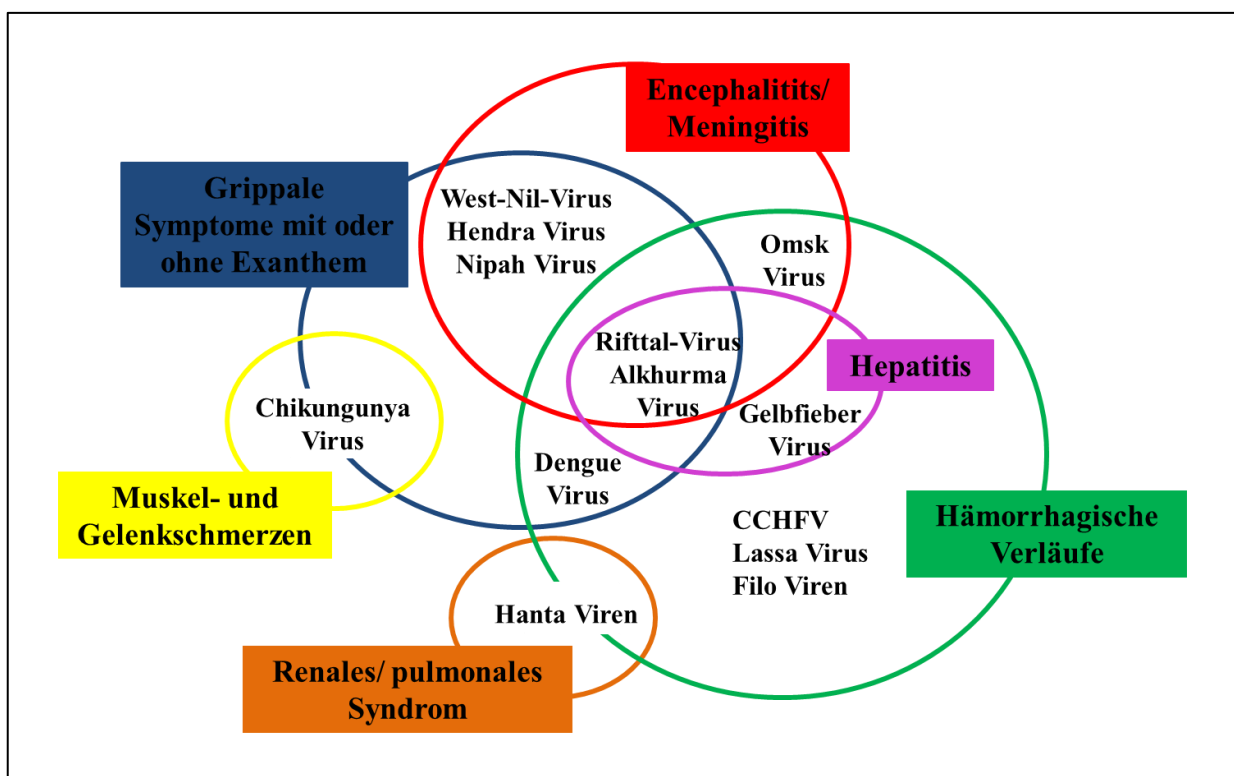 Encephalitits/
Meningitis
Grippale
Symptome mit oder
ohne Exanthem
West-Nil-Virus
Hendra Virus
Nipah Virus
Omsk
Virus
Rifttal-Virus
Alkhurma
Virus
Hepatitis
Chikungunya
Virus
Gelbfieber
Virus
Dengue
Virus
Muskel- und
Gelenkschmerzen
CCHFV
Lassa Virus
Filo Viren
Hämorrhagische
Verläufe
Hanta Viren
Renales/ pulmonales
Syndrom